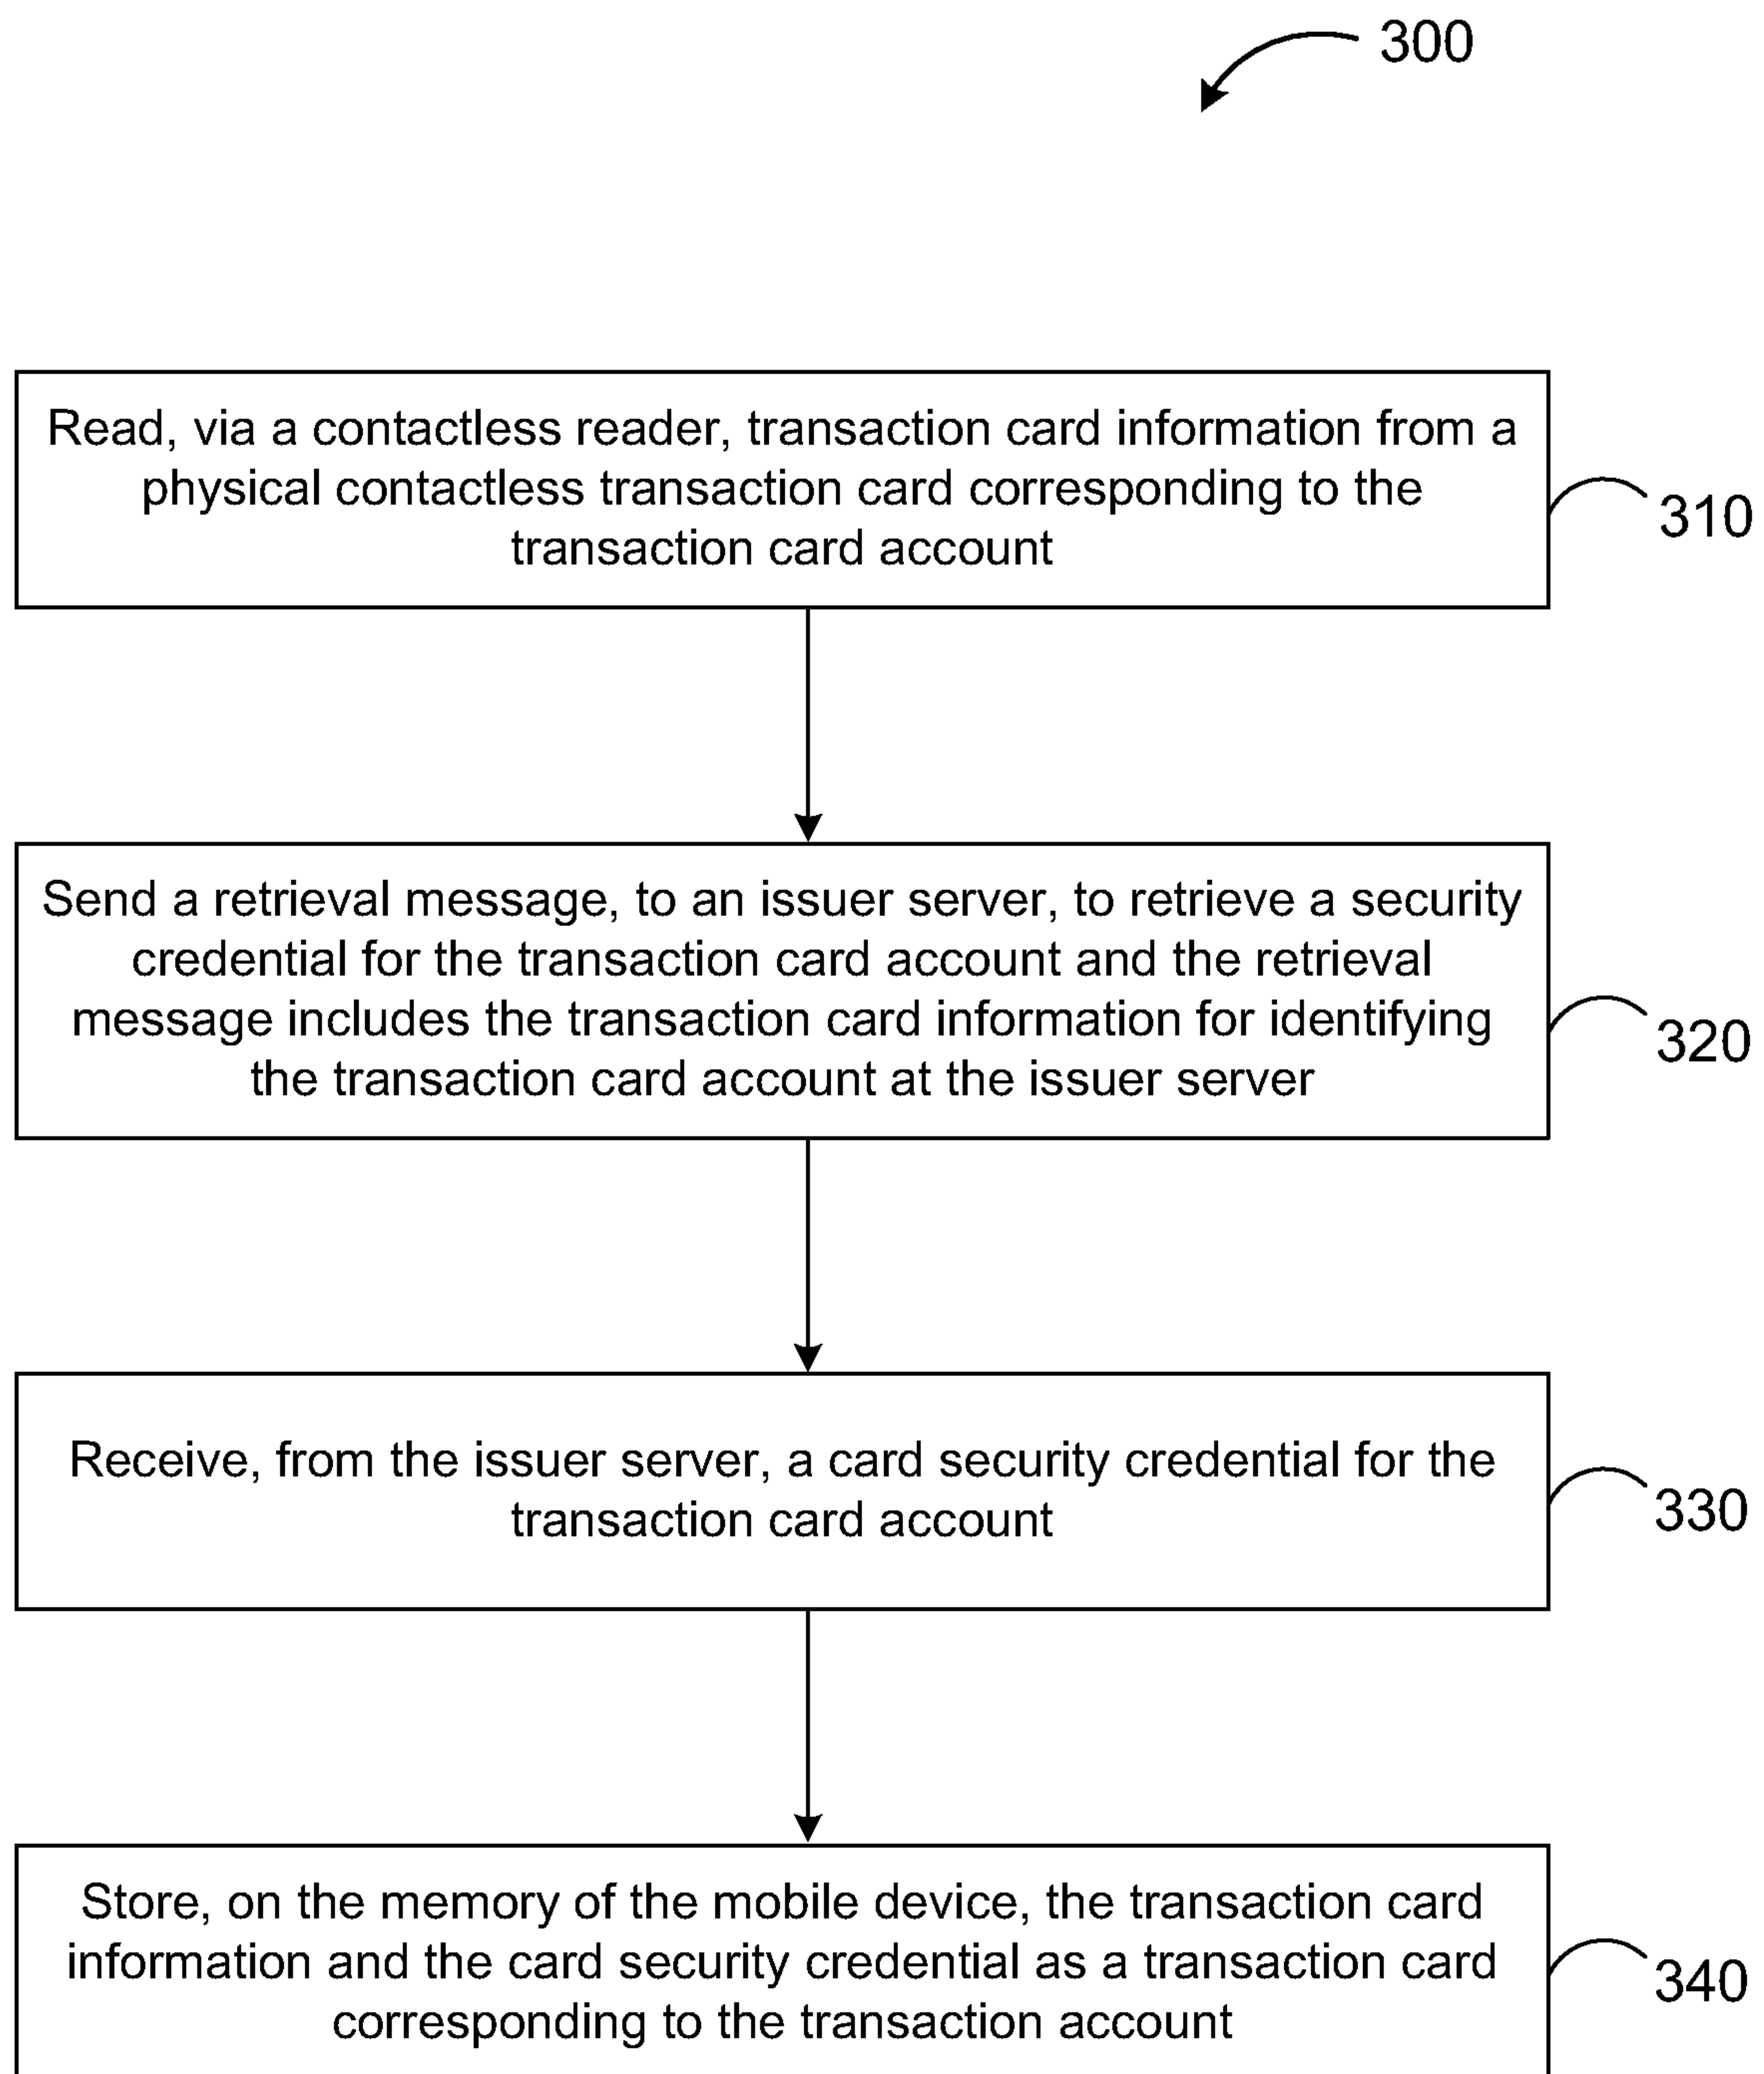 300
Read, via a contactless reader, transaction card information from a
physical contactless transaction card corresponding to the
transaction card account
310
Send a retrieval message, to an issuer server, to retrieve a security
credential for the transaction card account and the retrieval
message includes the transaction card information for identifying
the transaction card account at the issuer server
320
Receive, from the issuer server, a card security credential for the
transaction card account
330
Store, on the memory of the mobile device, the transaction card
information and the card security credential as a transaction card
corresponding to the transaction account
340